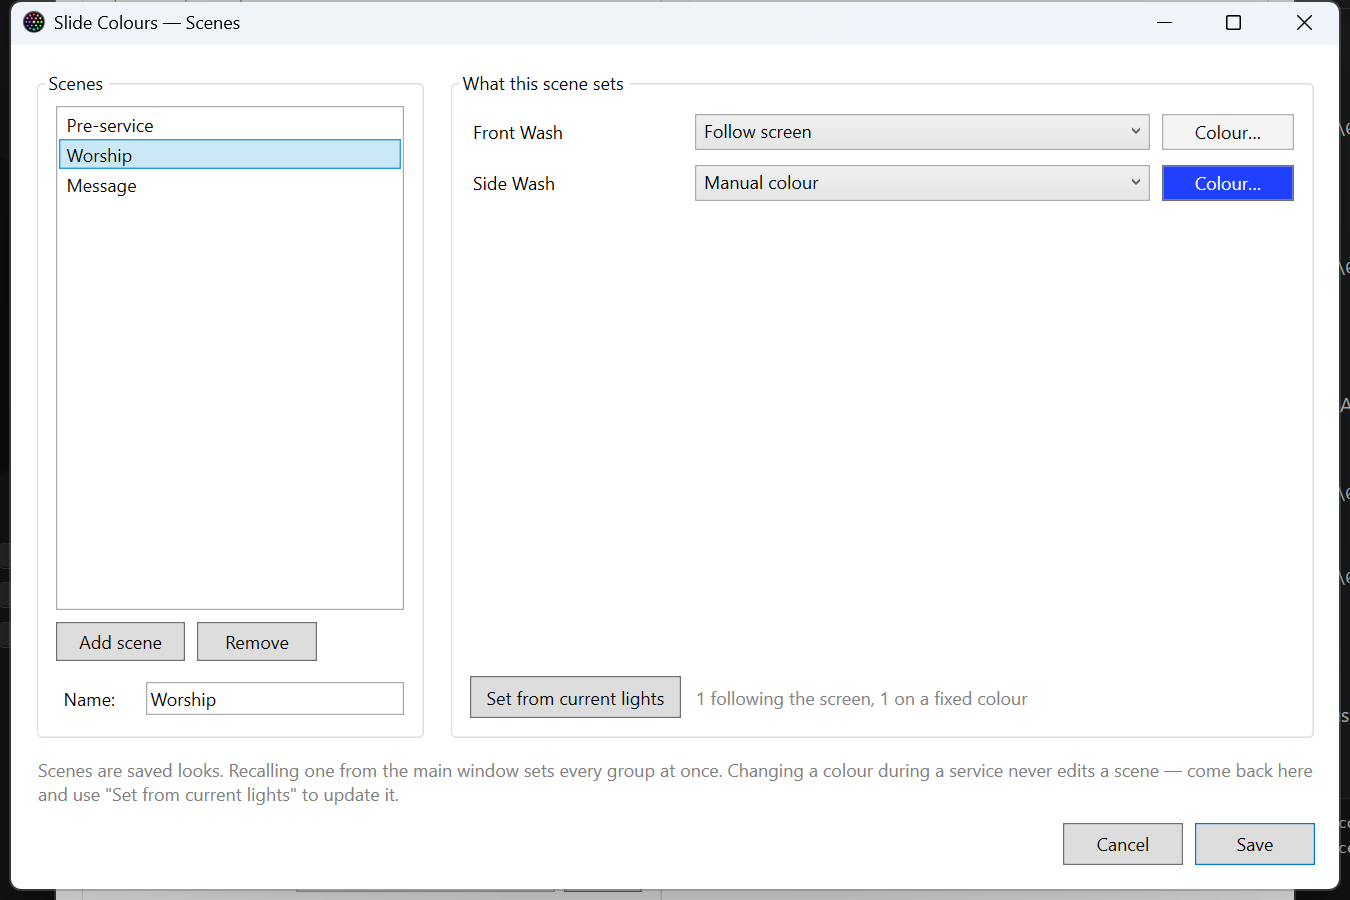 Slide Colours — Scenes
Scenes
Pre-service
Worship
Message
Add scene
Remove
Name:
Worship
What this scene sets
Front Wash
Follow screen
Colour...
Side Wash
Manual colour
Colour...
Set from current lights
1 following the screen, 1 on a fixed colour
Scenes are saved looks. Recalling one from the main window sets every group at once. Changing a colour during a service never edits a scene — come back here
and use "Set from current lights" to update it.
Cancel
Save